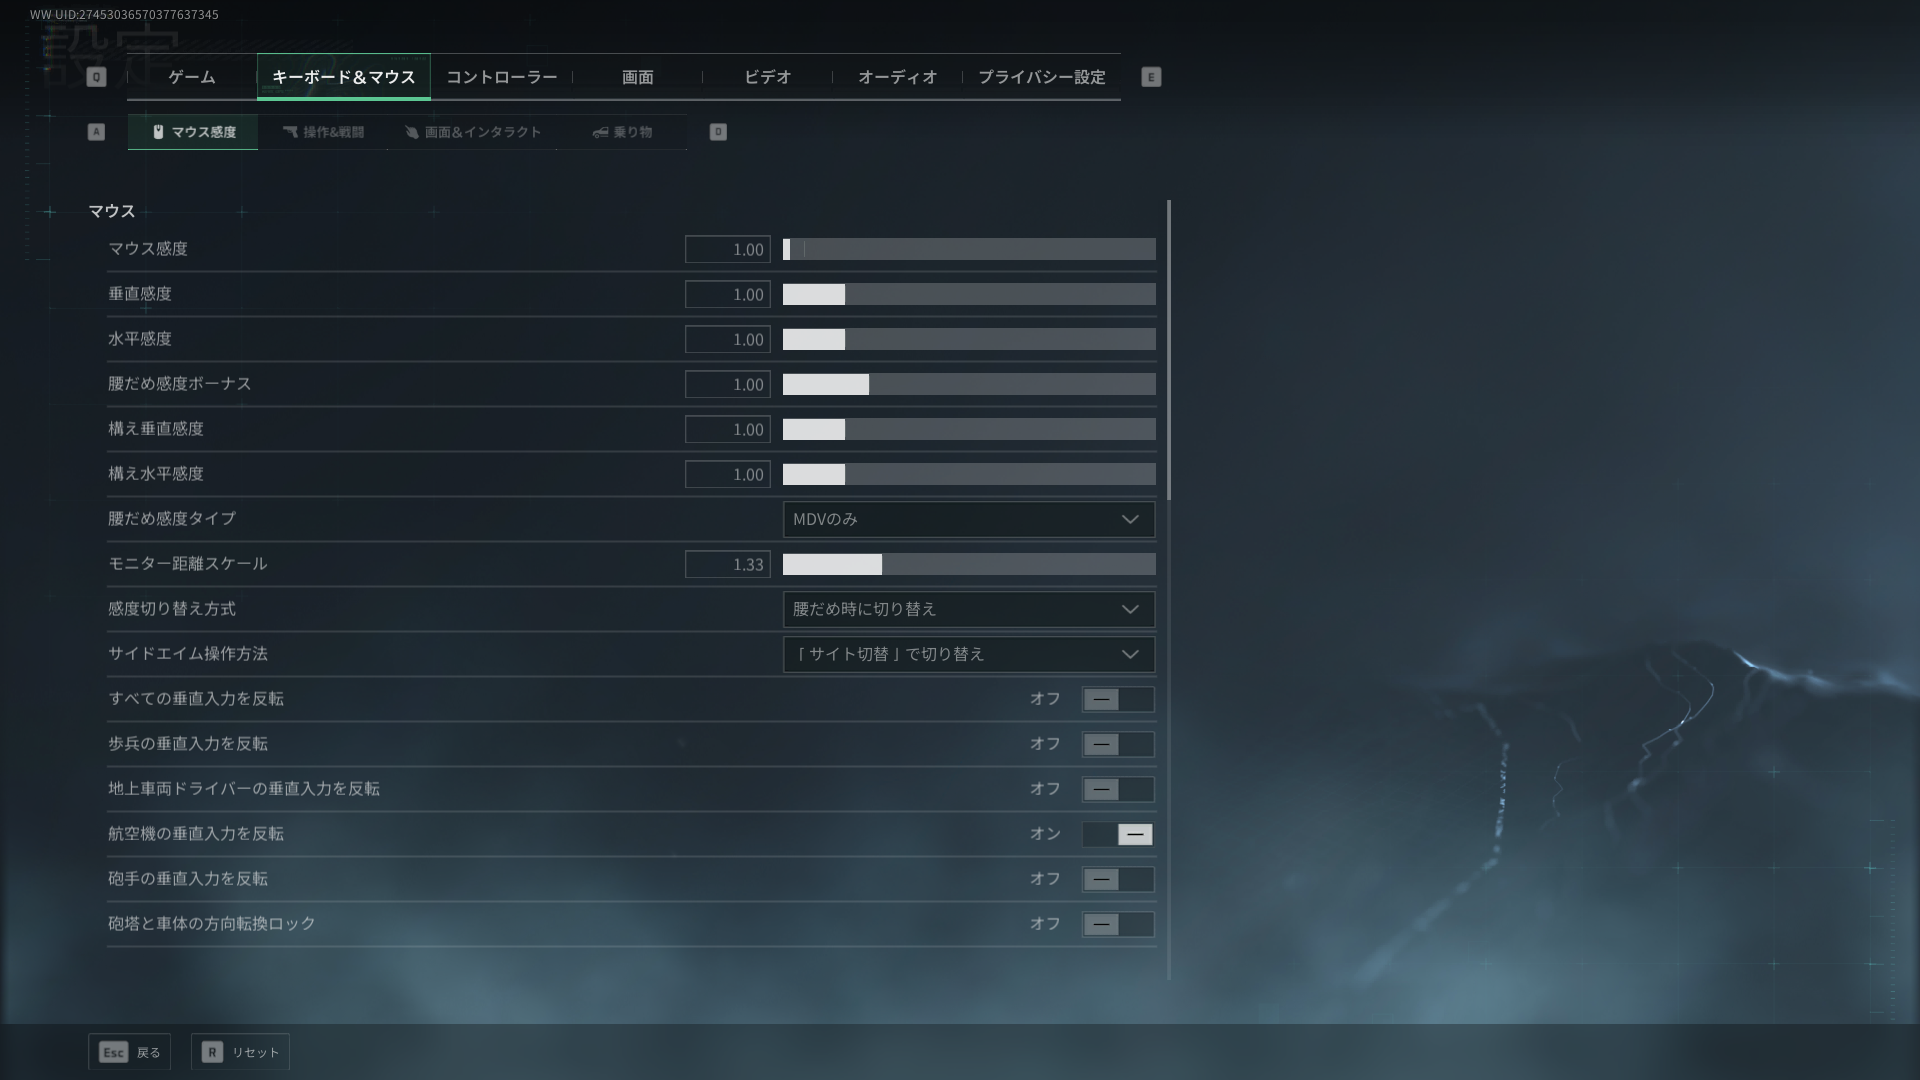 WW UID:27453036570377637345
設定
Q ゲーム キーボード&マウス コントローラー 画面 ビデオ オーディオ プライバシー設定 E
A マウス感度 操作&戦闘 画面&インタラクト 乗り物 D
マウス
マウス感度 1.00
垂直感度 1.00
水平感度 1.00
腰だめ感度ボーナス 1.00
構え垂直感度 1.00
構え水平感度 1.00
腰だめ感度タイプ MDVのみ
モニター距離スケール 1.33
感度切り替え方式 腰だめ時に切り替え
サイドエイム操作方法 「サイト切替」で切り替え
すべての垂直入力を反転 オフ
歩兵の垂直入力を反転 オフ
地上車両ドライバーの垂直入力を反転 オフ
航空機の垂直入力を反転 オン
砲手の垂直入力を反転 オフ
砲塔と車体の方向転換ロック オフ
Esc 戻る R リセット